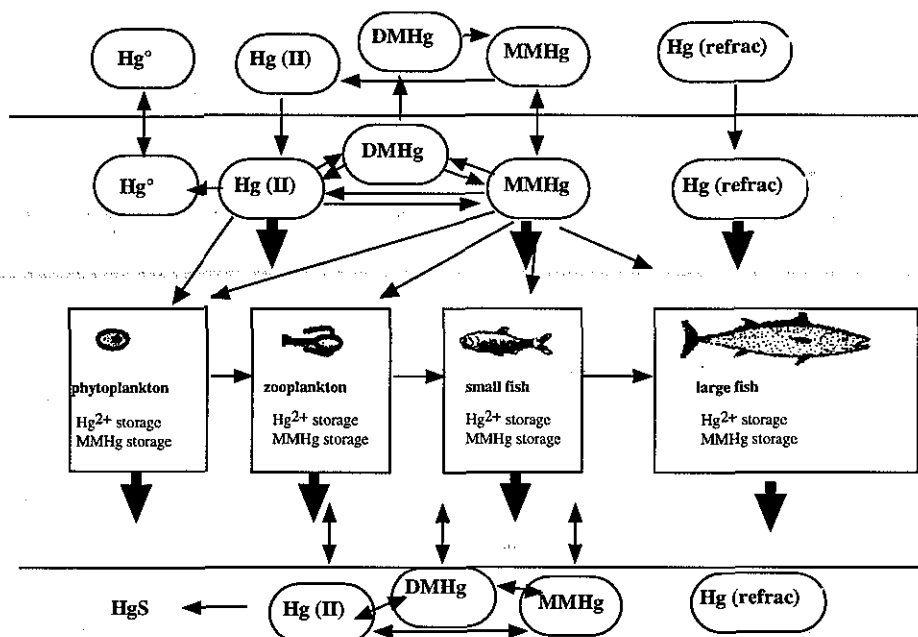 DMHg
Hg°
Hg (II)
MMHg
Hg (refrac)
DMHg
Hg°
Hg (II)
MMHg
Hg (refrac)
phytoplankton
Hg2+ storage
MMHg storage
zooplankton
Hg2+ storage
MMHg storage
small fish
Hg2+ storage
MMHg storage
large fish
Hg2+ storage
MMHg storage
HgS
Hg (II)
DMHg
MMHg
Hg (refrac)